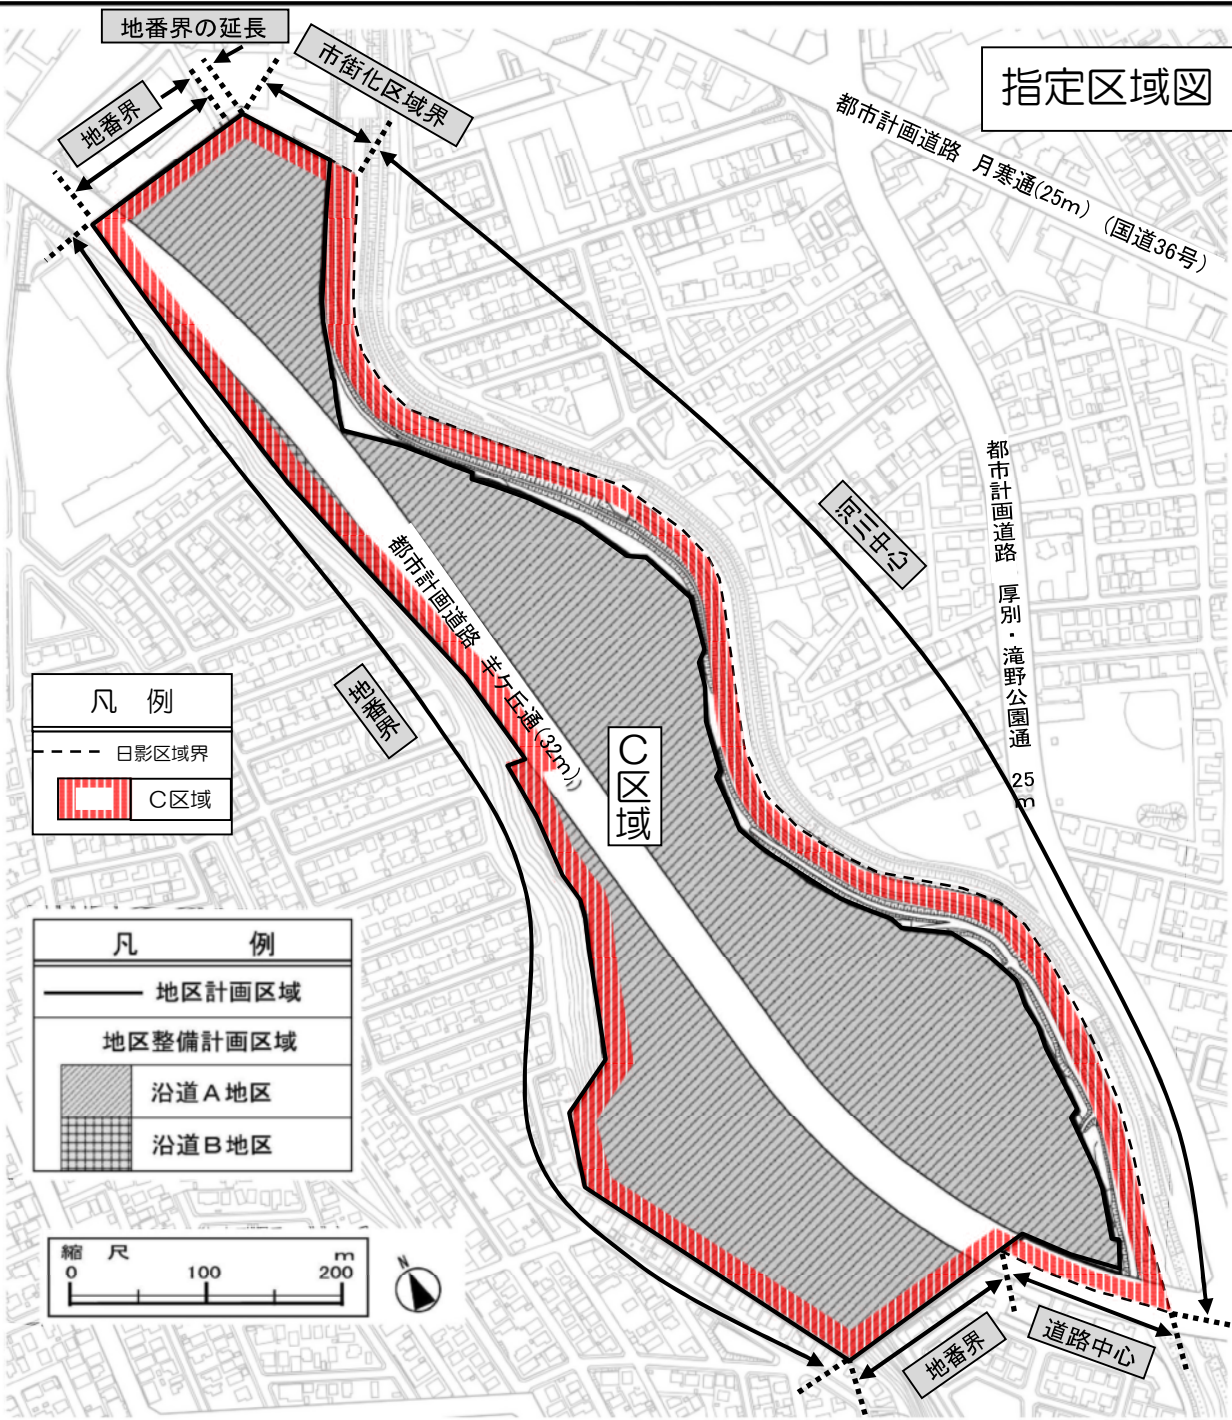 地番界の延長
市街化区域界
地番界
指定区域図
都市計画道路 月寒通(25m) (国道36号)
河川中心
都市計画道路 厚別・滝野公園通 25m
都市計画道路 羊ケ丘通(32m)
地番界
C区域
凡 例
日影区域界
C区域
凡 例
地区計画区域
地区整備計画区域
沿道A地区
沿道B地区
縮 尺 m
0 100 200
N
地番界
道路中心